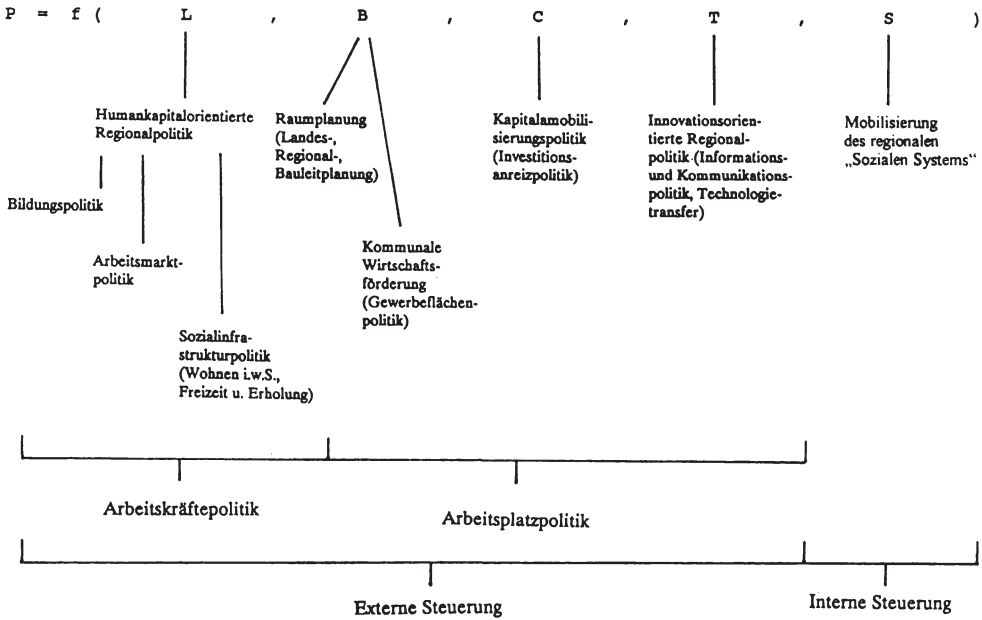 P = f ( L , B , C , T , S )
Humankapitalorientierte
Regionalpolitik
Bildungspolitik
Arbeitsmarkt-
politik
Sozialinfra-
strukturpolitik
(Wohnen i.w.S.,
Freizeit u. Erholung)
Raumplanung
(Landes-,
Regional-,
Bauleitplanung)
Kommunale
Wirtschafts-
förderung
(Gewerbeflächen-
politik)
Kapitalmobili-
sierungspolitik
(Investitions-
anreizpolitik)
Innovationsorien-
tierte Regional-
politik (Informations-
und Kommunikations-
politik, Technologie-
transfer)
Mobilisierung
des regionalen
„Sozialen Systems“
Arbeitskräftepolitik
Arbeitsplatzpolitik
Externe Steuerung
Interne Steuerung